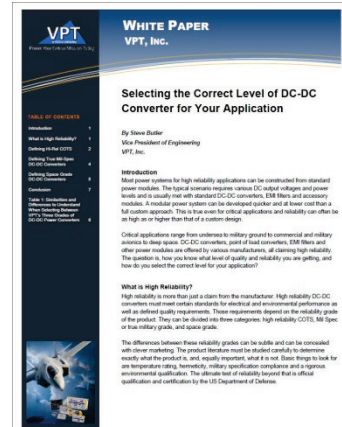 VPT
WHITE PAPER
VPT, INC.
TABLE OF CONTENTS
Introduction 1
What is High Reliability? 1
Defining Hi-Rel COTS 2
Defining True Mil-Spec
DC-DC Converters 4
Defining Space Grade
DC-DC Converters
Conclusion 7
Table 1: Similarities and
Differences to Understand
When Selecting Between
VPT's Three Grades of
DC-DC Power Converters
Selecting the Correct Level of DC-DC
Converter for Your Application
By Steve Butler
Vice President of Engineering
VPT, Inc.
Introduction
Most power systems for high reliability applications can be constructed from standard
power modules. The typical scenario requires various DC output voltages and power
levels and is usually met with standard DC-DC converters, EMI filters and accessory
modules. A modular power system can be developed quicker and at lower cost than a
full custom approach. This is true even for critical applications and reliability can often be
as high as or higher than that of a custom design.
Critical applications range from undersea to military ground to commercial and military
avionics to deep space. DC-DC converters, point of load converters, EMI filters and
other power modules are offered by various manufacturers, all claiming high reliability.
The question is, how you know what level of quality and reliability you are getting, and
how do you select the correct level for your application?
What is High Reliability?
High reliability is more than just a claim from the manufacturer. High reliability DC-DC
converters must meet certain standards for electrical and environmental performance as
well as defined quality requirements. Those requirements depend on the reliability grade
of the product. They can be divided into three categories: high reliability COTS, Mil Spec
or true military grade, and space grade.
The differences between these reliability grades can be subtle and can be concealed
with clever marketing. The product literature must be studied carefully to determine
exactly what the product is, and, equally important, what it is not. Basic things to look for
are temperature rating, hermeticity, military specification compliance and a rigorous
environmental qualification. The ultimate test of reliability beyond that is official
qualification and certification by the US Department of Defense.